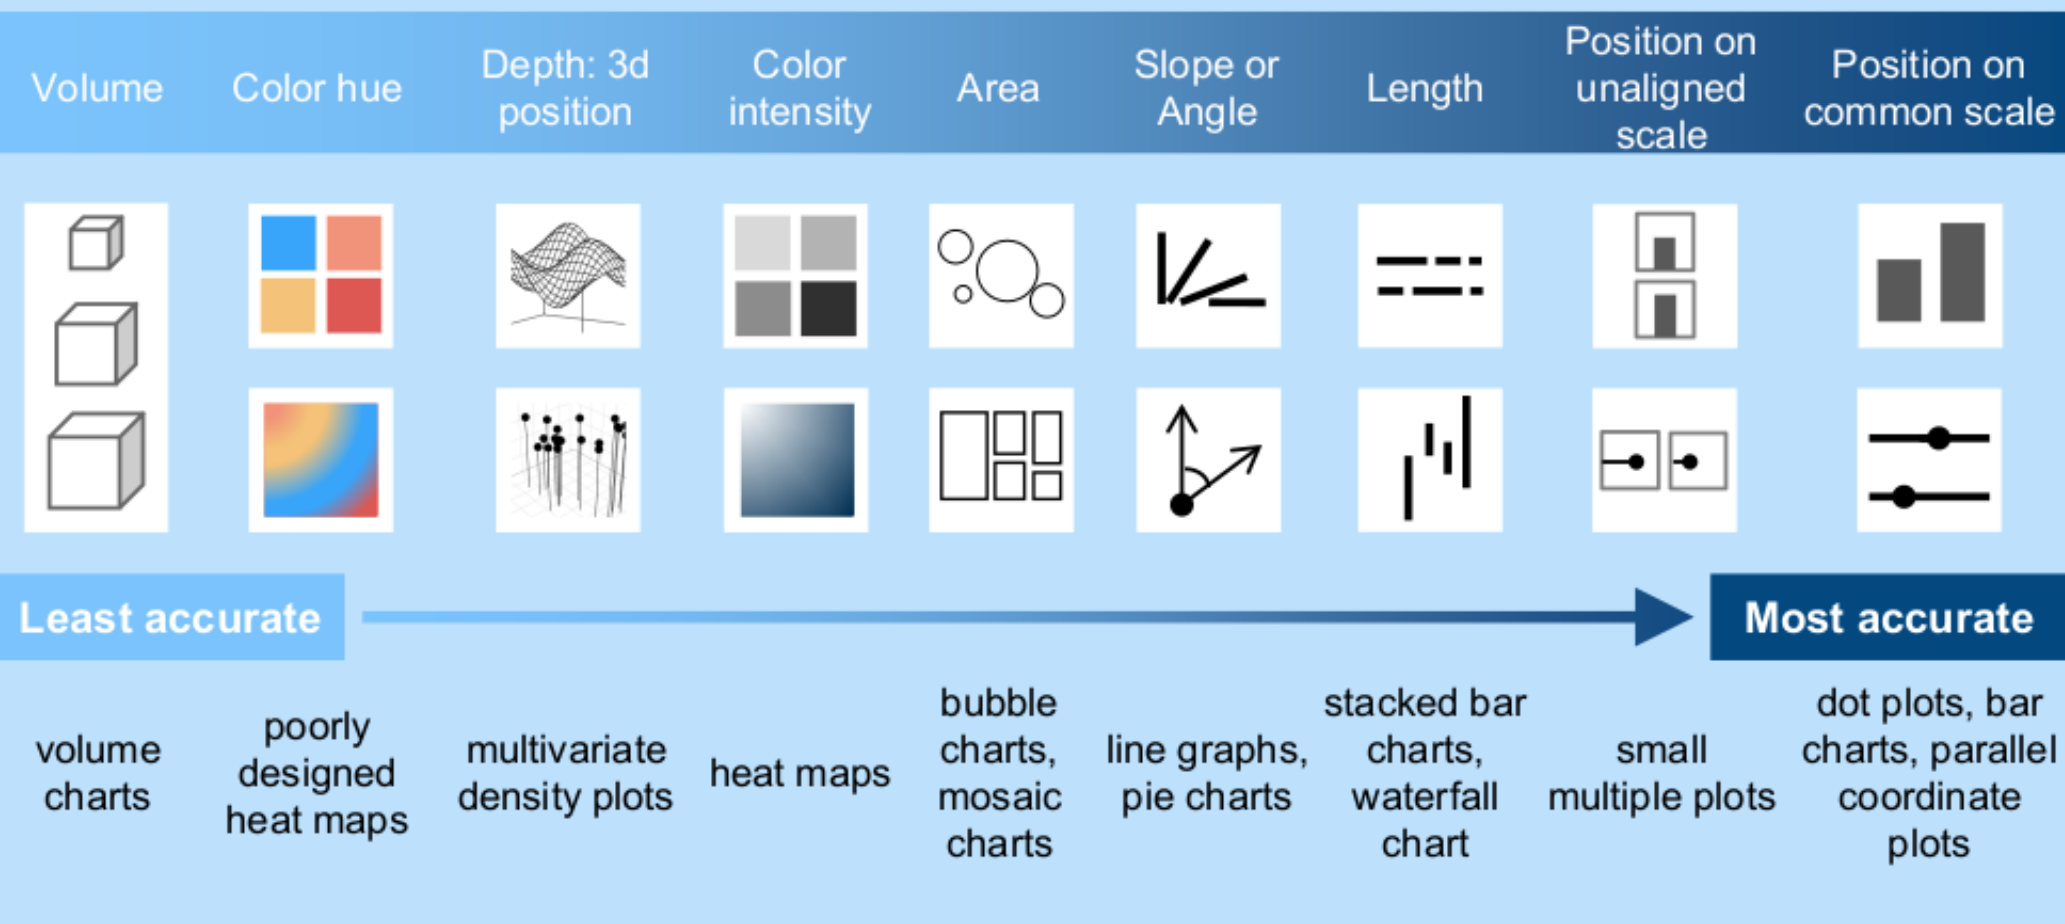 Volume
Color hue
Depth: 3d
position
Color
intensity
Area
Slope or
Angle
Length
Position on
unaligned
scale
Position on
common scale
Least accurate
Most accurate
volume
charts
poorly
designed
heat maps
multivariate
density plots
heat maps
bubble
charts,
mosaic
charts
line graphs,
pie charts
stacked bar
charts,
waterfall
chart
small
multiple plots
dot plots, bar
charts, parallel
coordinate
plots